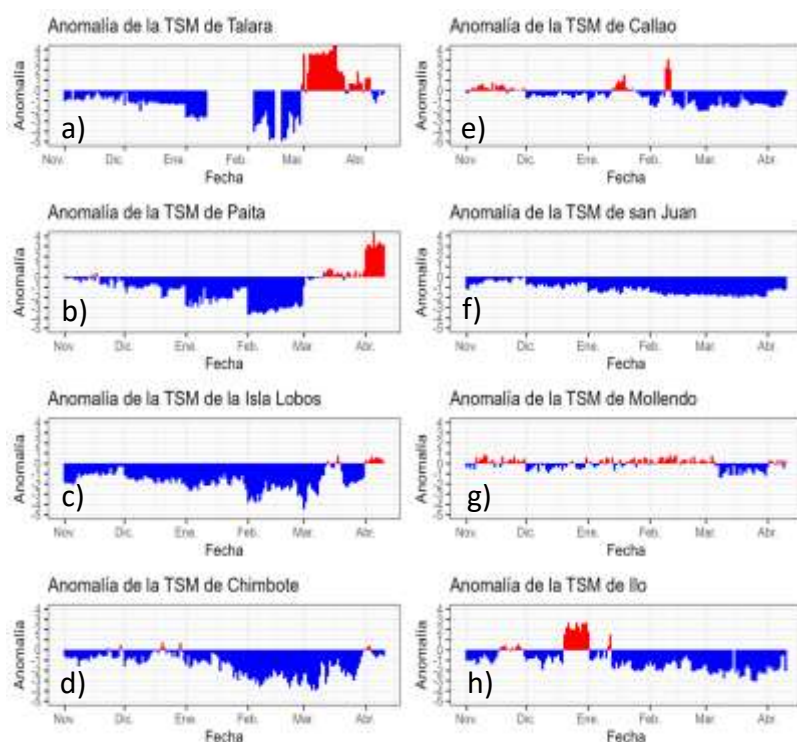 Anomalía de la TSM de Talara
Anomalía
a)
Nov. Dic. Ene. Feb. Mar. Abr.
Fecha
Anomalía de la TSM de Paita
Anomalía
b)
Nov. Dic. Ene. Feb. Mar. Abr.
Fecha
Anomalía de la TSM de la Isla Lobos
Anomalía
c)
Nov. Dic. Ene. Feb. Mar. Abr.
Fecha
Anomalía de la TSM de Chimbote
Anomalía
d)
Nov. Dic. Ene. Feb. Mar. Abr.
Fecha
Anomalía de la TSM de Callao
Anomalía
e)
Nov. Dic. Ene. Feb. Mar. Abr.
Fecha
Anomalía de la TSM de san Juan
Anomalía
f)
Nov. Dic. Ene. Feb. Mar. Abr.
Fecha
Anomalía de la TSM de Mollendo
Anomalía
g)
Nov. Dic. Ene. Feb. Mar. Abr.
Fecha
Anomalía de la TSM de Ilo
Anomalía
h)
Nov. Dic. Ene. Feb. Mar. Abr.
Fecha